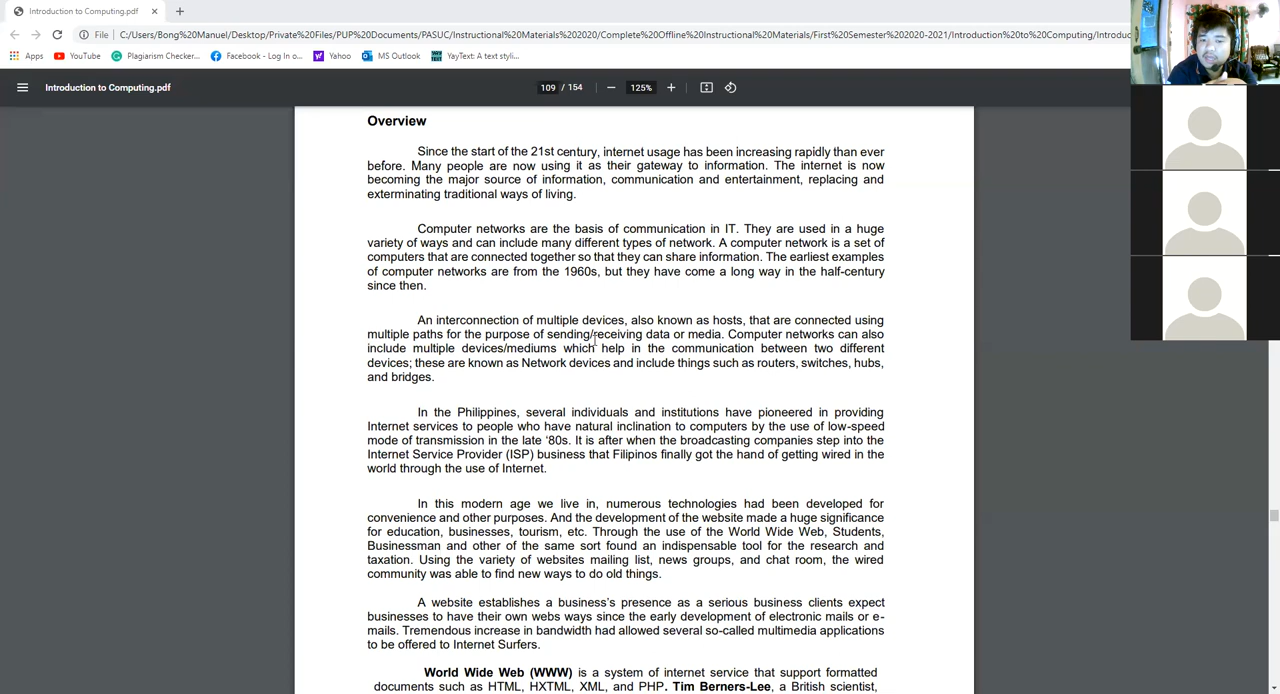 Introduction to Computing.pdf
File
C:/Users/Bong%20Manuel/Desktop/Private%20Files/PUP%20Documents/PASUC/Instructional%20Materials%202020/Complete%20Offline%20Instructional%20Materials/First%20Semester%202020-2021/Introduction%20to%20Computing/Introduc
Apps
YouTube
Plagiarism Checker...
Facebook - Log In o...
Yahoo
MS Outlook
YayText: A text styli...
Introduction to Computing.pdf
109 / 154
125%
Overview
Since the start of the 21st century, internet usage has been increasing rapidly than ever
before. Many people are now using it as their gateway to information. The internet is now
becoming the major source of information, communication and entertainment, replacing and
exterminating traditional ways of living.
Computer networks are the basis of communication in IT. They are used in a huge
variety of ways and can include many different types of network. A computer network is a set of
computers that are connected together so that they can share information. The earliest examples
of computer networks are from the 1960s, but they have come a long way in the half-century
since then.
An interconnection of multiple devices, also known as hosts, that are connected using
multiple paths for the purpose of sending/receiving data or media. Computer networks can also
include multiple devices/mediums which help in the communication between two different
devices; these are known as Network devices and include things such as routers, switches, hubs,
and bridges.
In the Philippines, several individuals and institutions have pioneered in providing
Internet services to people who have natural inclination to computers by the use of low-speed
mode of transmission in the late ‘80s. It is after when the broadcasting companies step into the
Internet Service Provider (ISP) business that Filipinos finally got the hand of getting wired in the
world through the use of Internet.
In this modern age we live in, numerous technologies had been developed for
convenience and other purposes. And the development of the website made a huge significance
for education, businesses, tourism, etc. Through the use of the World Wide Web, Students,
Businessman and other of the same sort found an indispensable tool for the research and
taxation. Using the variety of websites mailing list, news groups, and chat room, the wired
community was able to find new ways to do old things.
A website establishes a business’s presence as a serious business clients expect
businesses to have their own webs ways since the early development of electronic mails or e-
mails. Tremendous increase in bandwidth had allowed several so-called multimedia applications
to be offered to Internet Surfers.
World Wide Web (WWW) is a system of internet service that support formatted
documents such as HTML, HXTML, XML, and PHP. Tim Berners-Lee, a British scientist,